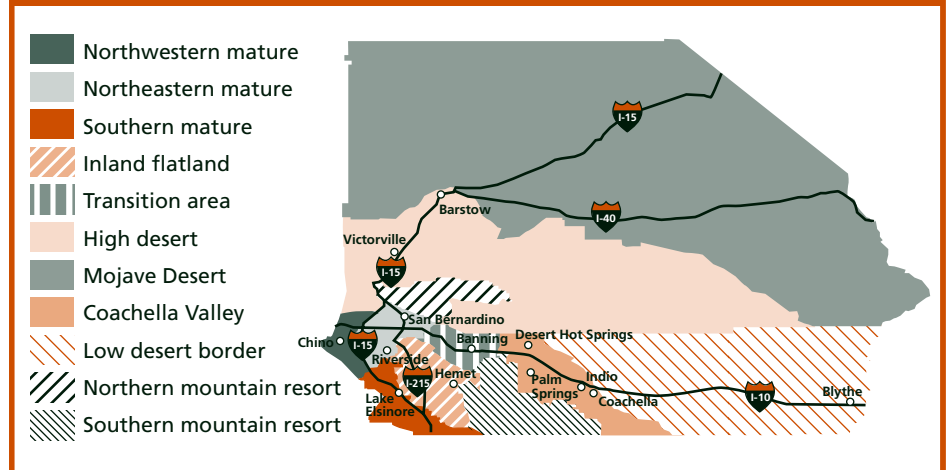 Northwestern mature
Northeastern mature
Southern mature
Inland flatland
Transition area
High desert
Mojave Desert
Coachella Valley
Low desert border
Northern mountain resort
Southern mountain resort
I-15
Barstow
I-40
Victorville
I-15
San Bernardino
Chino
I-15
Riverside
Banning
Desert Hot Springs
I-215
Hemet
Lake
Elsinore
Palm
Springs
Indio
Coachella
I-10
Blythe